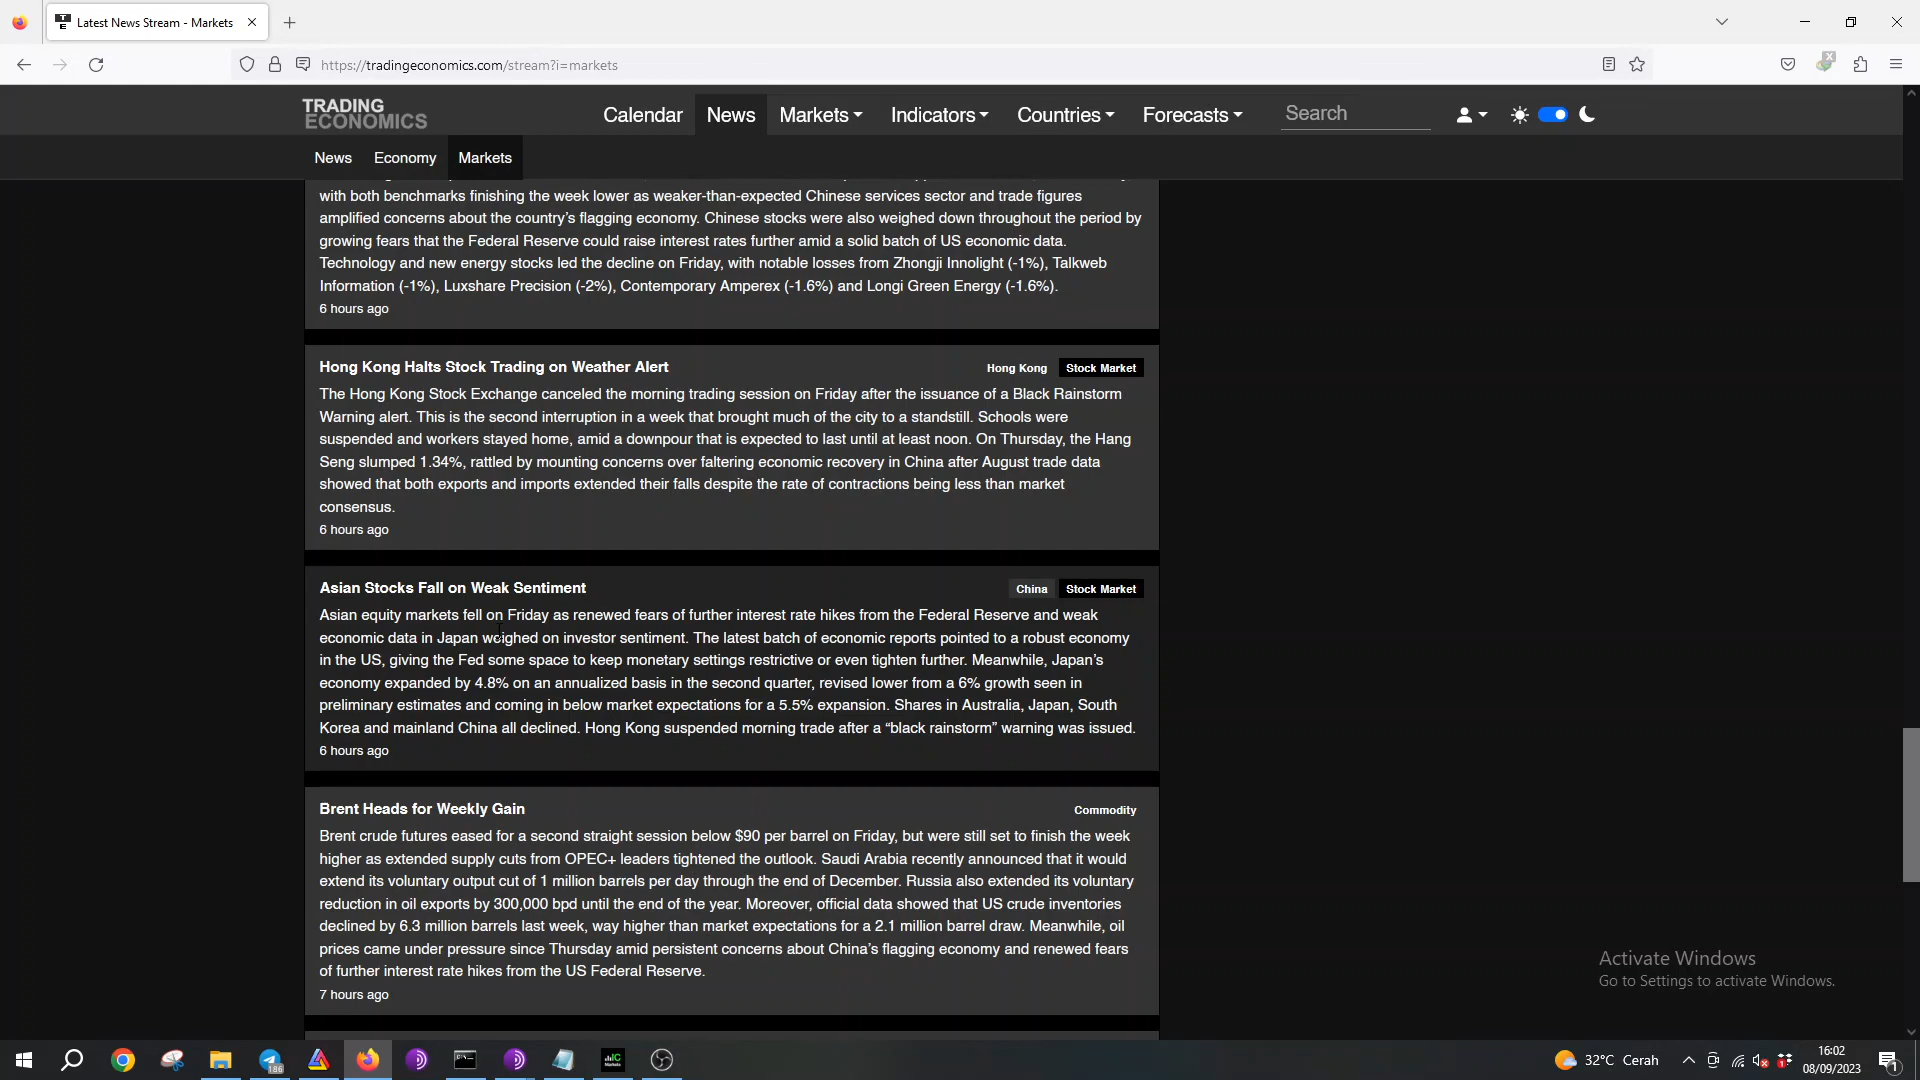 Latest News Stream - Markets
https://tradingeconomics.com/stream?i=markets
TRADING
ECONOMICS
Calendar News Markets Indicators Countries Forecasts Search
News Economy Markets
with both benchmarks finishing the week lower as weaker-than-expected Chinese services sector and trade figures
amplified concerns about the country's flagging economy. Chinese stocks were also weighed down throughout the period by
growing fears that the Federal Reserve could raise interest rates further amid a solid batch of US economic data.
Technology and new energy stocks led the decline on Friday, with notable losses from Zhongji Innolight (-1%), Talkweb
Information (-1%), Luxshare Precision (-2%), Contemporary Amperex (-1.6%) and Longi Green Energy (-1.6%).
6 hours ago
Hong Kong Halts Stock Trading on Weather Alert Hong Kong Stock Market
The Hong Kong Stock Exchange canceled the morning trading session on Friday after the issuance of a Black Rainstorm
Warning alert. This is the second interruption in a week that brought much of the city to a standstill. Schools were
suspended and workers stayed home, amid a downpour that is expected to last until at least noon. On Thursday, the Hang
Seng slumped 1.34%, rattled by mounting concerns over faltering economic recovery in China after August trade data
showed that both exports and imports extended their falls despite the rate of contractions being less than market
consensus.
6 hours ago
Asian Stocks Fall on Weak Sentiment China Stock Market
Asian equity markets fell on Friday as renewed fears of further interest rate hikes from the Federal Reserve and weak
economic data in Japan weighed on investor sentiment. The latest batch of economic reports pointed to a robust economy
in the US, giving the Fed some space to keep monetary settings restrictive or even tighten further. Meanwhile, Japan's
economy expanded by 4.8% on an annualized basis in the second quarter, revised lower from a 6% growth seen in
preliminary estimates and coming in below market expectations for a 5.5% expansion. Shares in Australia, Japan, South
Korea and mainland China all declined. Hong Kong suspended morning trade after a “black rainstorm” warning was issued.
6 hours ago
Brent Heads for Weekly Gain Commodity
Brent crude futures eased for a second straight session below $90 per barrel on Friday, but were still set to finish the week
higher as extended supply cuts from OPEC+ leaders tightened the outlook. Saudi Arabia recently announced that it would
extend its voluntary output cut of 1 million barrels per day through the end of December. Russia also extended its voluntary
reduction in oil exports by 300,000 bpd until the end of the year. Moreover, official data showed that US crude inventories
declined by 6.3 million barrels last week, way higher than market expectations for a 2.1 million barrel draw. Meanwhile, oil
prices came under pressure since Thursday amid persistent concerns about China's flagging economy and renewed fears
of further interest rate hikes from the US Federal Reserve.
7 hours ago
Activate Windows
Go to Settings to activate Windows.
186
IC
Markets
32°C Cerah
16:02
08/09/2023
1